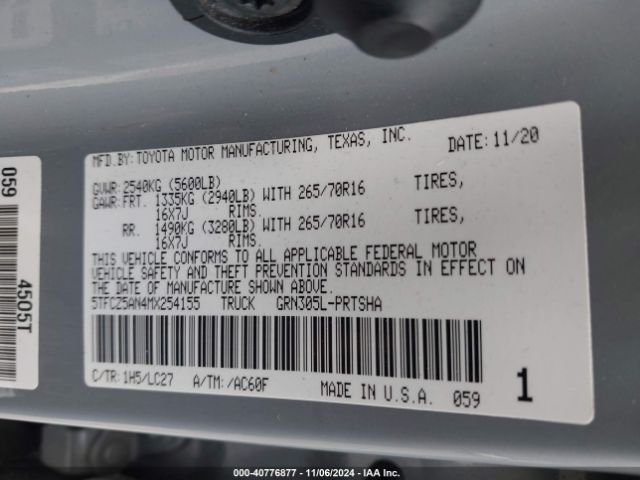 MFD.BY: TOYOTA MOTOR MANUFACTURING, TEXAS, INC. DATE: 11/20
GVWR: 2540KG (5600LB)
GAWR: FRT. 1335KG (2940LB) WITH 265/70R16 TIRES,
16X7J RIMS.
RR. 1490KG (3280LB) WITH 265/70R16 TIRES,
16X7J RIMS.
THIS VEHICLE CONFORMS TO ALL APPLICABLE FEDERAL MOTOR
VEHICLE SAFETY AND THEFT PREVENTION STANDARDS IN EFFECT ON
THE DATE OF MANUFACTURE SHOWN ABOVE.
5TFCZ5AN4MX254155 TRUCK GRN305L-PRTSHA
C/TR: 1H5/LC27 A/TM: /AC60F MADE IN U.S.A. 059
1
059
4505T
000-40776877 - 11/06/2024 - IAA Inc.